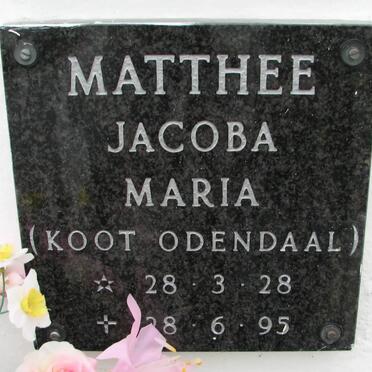 MATTHEE
JACOBA
MARIA
(KOOT ODENDAAL)
☆ 28 · 3 · 28
✢ 28 · 6 · 95